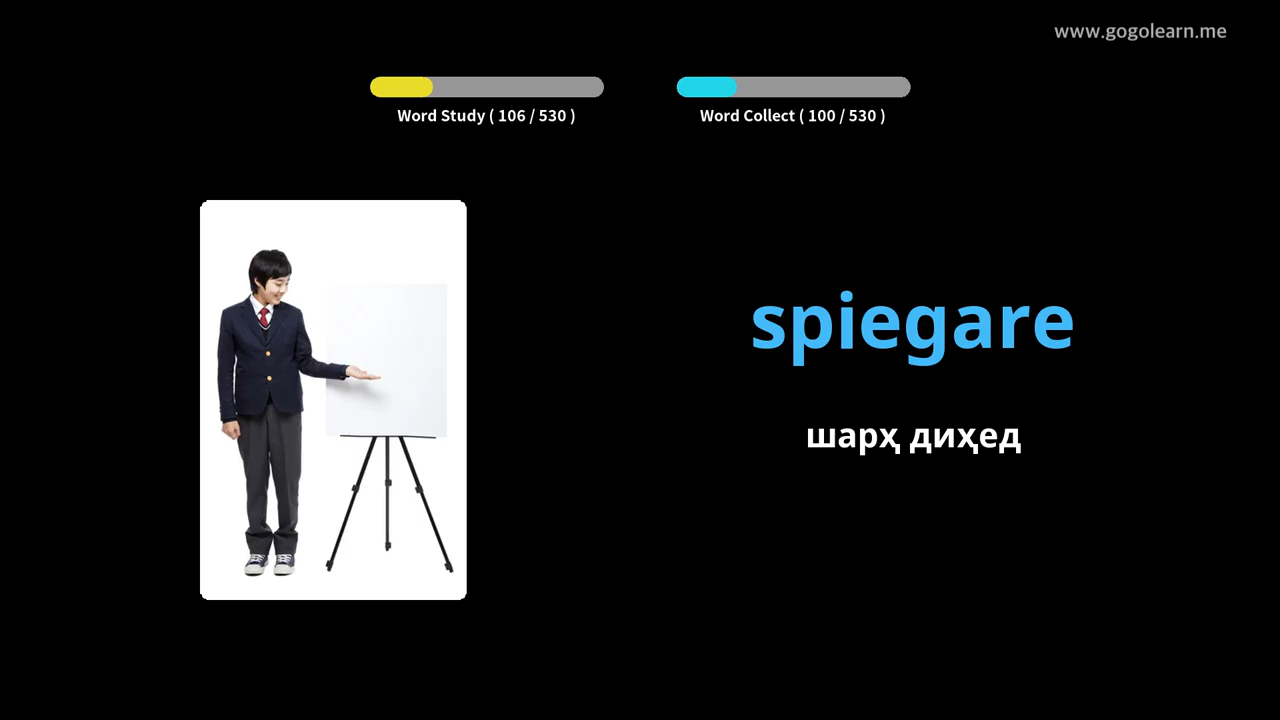 www.gogolearn.me
Word Study ( 106 / 530 )
Word Collect ( 100 / 530 )
spiegare
шарҳ диҳед